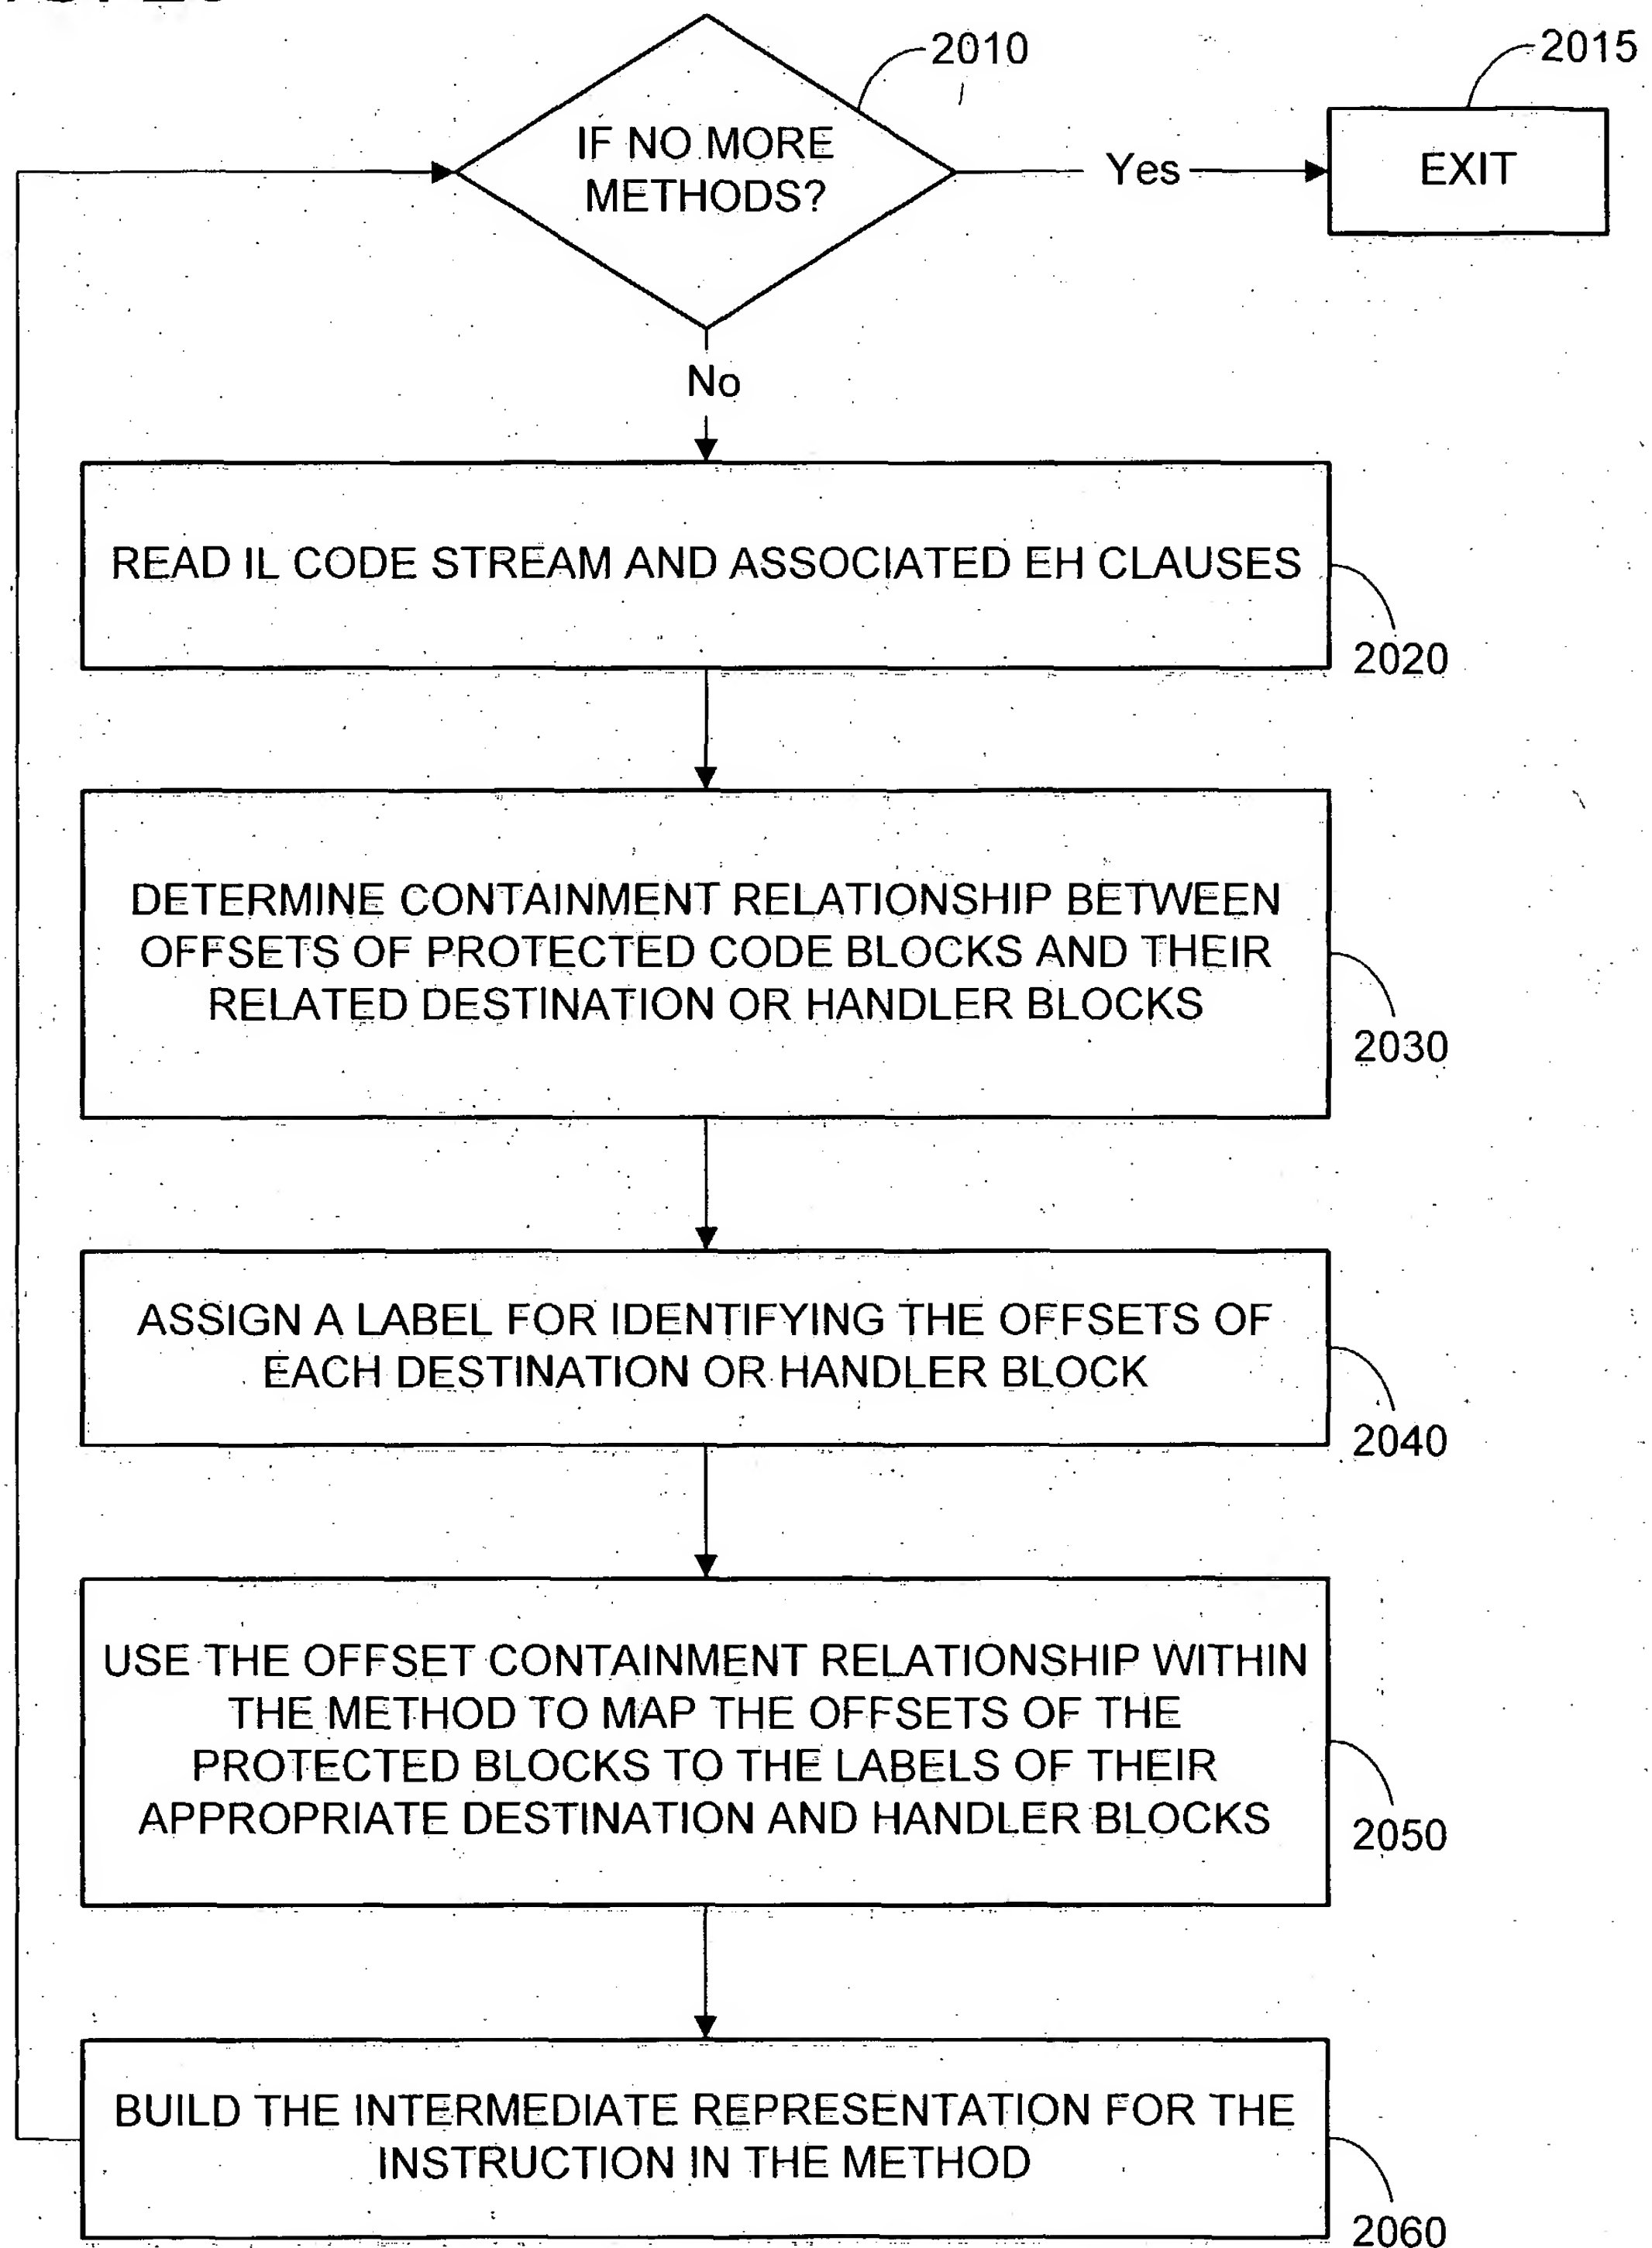 2010
2015
IF NO MORE
METHODS?
Yes
EXIT
No
READ IL CODE STREAM AND ASSOCIATED EH CLAUSES
2020
DETERMINE CONTAINMENT RELATIONSHIP BETWEEN
OFFSETS OF PROTECTED CODE BLOCKS AND THEIR
RELATED DESTINATION OR HANDLER BLOCKS
2030
ASSIGN A LABEL FOR IDENTIFYING THE OFFSETS OF
EACH DESTINATION OR HANDLER BLOCK
2040
USE THE OFFSET CONTAINMENT RELATIONSHIP WITHIN
THE METHOD TO MAP THE OFFSETS OF THE
PROTECTED BLOCKS TO THE LABELS OF THEIR
APPROPRIATE DESTINATION AND HANDLER BLOCKS
2050
BUILD THE INTERMEDIATE REPRESENTATION FOR THE
INSTRUCTION IN THE METHOD
2060